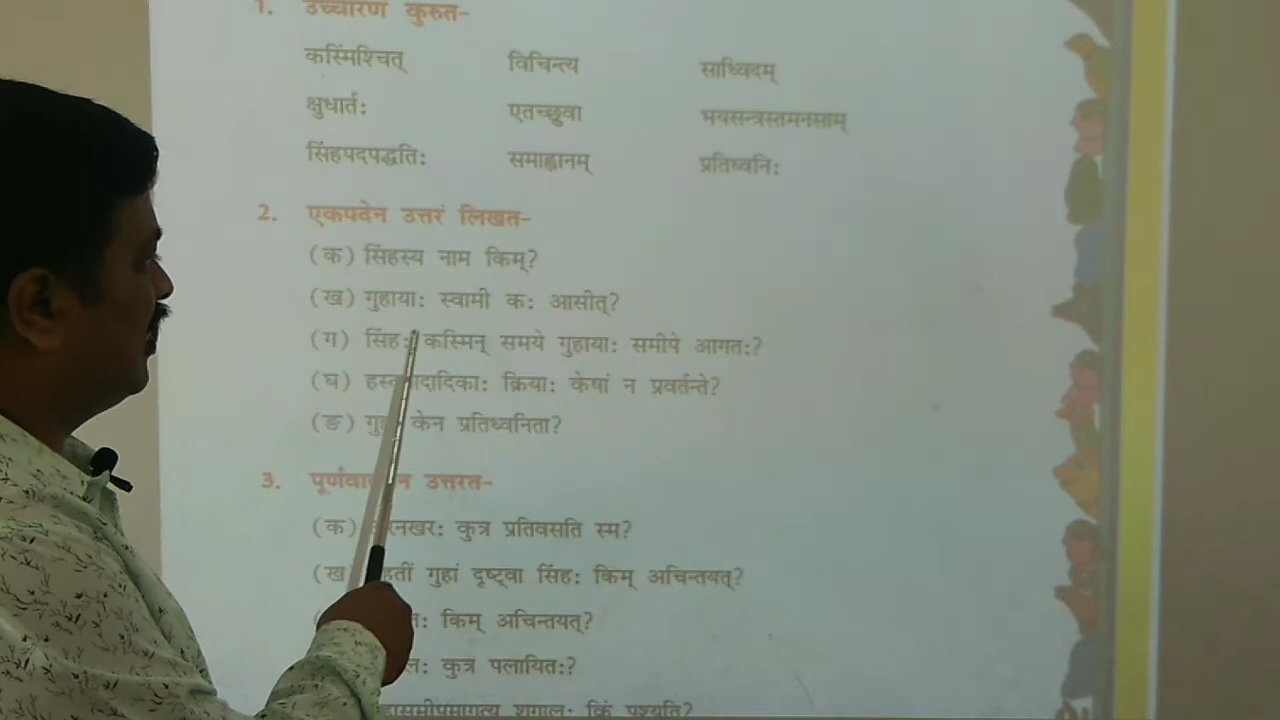 1. उच्चारणं कुरुत-
कस्मिंश्चित् विचिन्त्य साध्विदम्
क्षुधार्तः एतच्छ्रुत्वा भयसन्त्रस्तमनसाम्
सिंहपदपद्धतिः समाह्वानम् प्रतिध्वनिः
2. एकपदेन उत्तरं लिखत-
(क) सिंहस्य नाम किम्?
(ख) गुहायाः स्वामी कः आसीत्?
(ग) सिंहः कस्मिन् समये गुहायाः समीपे आगतः?
(घ) क्रियाः केषां न प्रवर्तन्ते?
(ङ) केन प्रतिध्वनिता?
3. उत्तरत-
(क) कुत्र प्रतिवसति स्म?
(ख) गुहां दृष्ट्वा सिंहः किम् अचिन्तयत्?
किम् अचिन्तयत्?
कुत्र पलायितः?
शृगालः किं पश्यति?